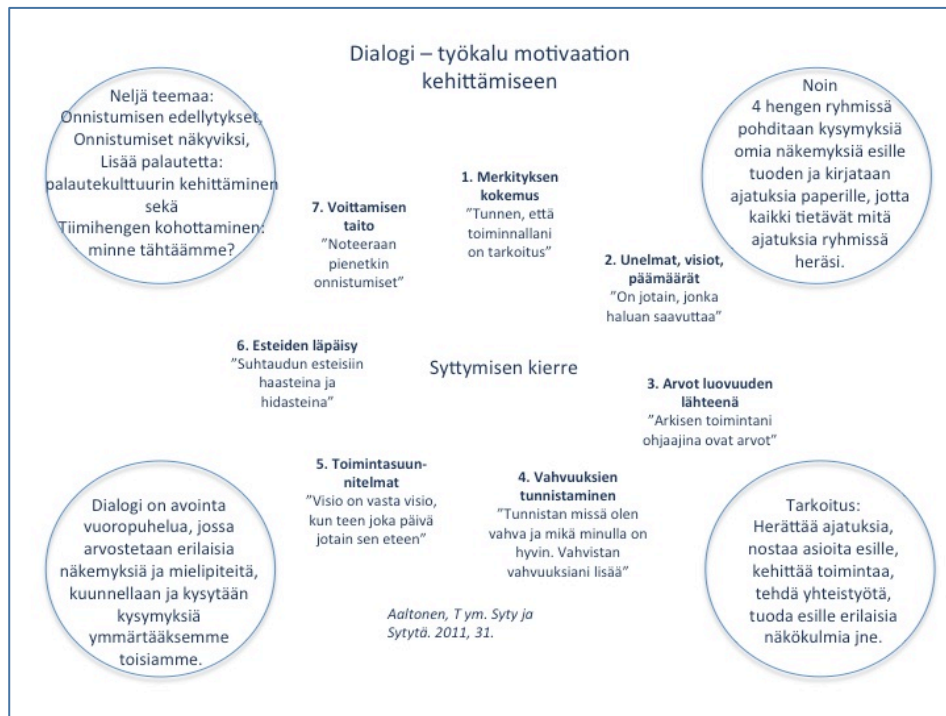 Dialogi – työkalu motivaation
kehittämiseen
Neljä teemaa:
Onnistumisen edellytykset,
Onnistumiset näkyviksi,
Lisää palautetta:
palautekulttuurin kehittäminen
sekä
Tiimihengen kohottaminen:
minne tähtäämme?
Noin
4 hengen ryhmissä
pohditaan kysymyksiä
omia näkemyksiä esille
tuoden ja kirjataan
ajatuksia paperille, jotta
kaikki tietävät mitä
ajatuksia ryhmissä
heräsi.
1. Merkityksen
kokemus
”Tunnen, että
toiminnallani
on tarkoitus”
2. Unelmat, visiot,
päämäärät
”On jotain, jonka
haluan saavuttaa”
3. Arvot luovuuden
lähteenä
”Arkisen toimintani
ohjaajina ovat arvot”
4. Vahvuuksien
tunnistaminen
”Tunnistan missä olen
vahva ja mikä minulla on
hyvin. Vahvistan
vahvuuksiani lisää”
5. Toimintasuun-
nitelmat
”Visio on vasta visio,
kun teen joka päivä
jotain sen eteen”
6. Esteiden läpäisy
”Suhtaudun esteisiin
haasteina ja
hidasteina”
7. Voittamisen
taito
”Noteeraan
pienetkin
onnistumiset”
Syttymisen kierre
Dialogi on avointa
vuoropuhelua, jossa
arvostetaan erilaisia
näkemyksiä ja mielipiteitä,
kuunnellaan ja kysytään
kysymyksiä
ymmärtääksemme
toisiamme.
Aaltonen, T ym. Syty ja
Sytytä. 2011, 31.
Tarkoitus:
Herättää ajatuksia,
nostaa asioita esille,
kehittää toimintaa,
tehdä yhteistyötä,
tuoda esille erilaisia
näkökulmia jne.